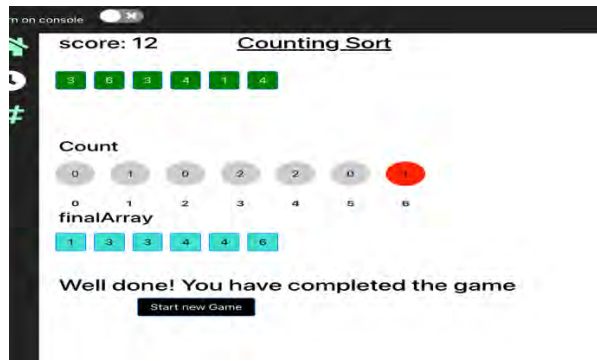 rn on console
score: 12 Counting Sort
3 6 3 4 1 4
Count
0 1 0 2 2 0 1
0 1 2 3 4 5 6
finalArray
1 3 3 4 4 6
Well done! You have completed the game
Start new Game